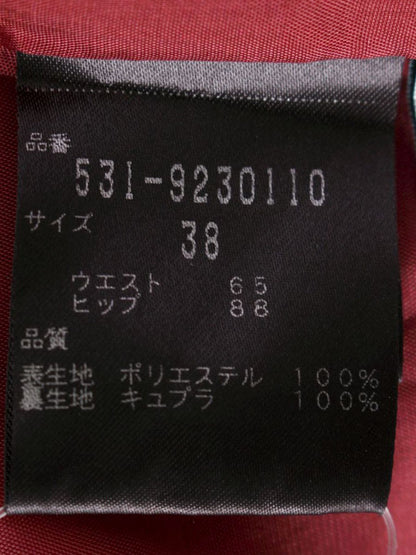 品番
531-9230110
サイズ
38
ウエスト 65
ヒップ 88
品質
表生地 ポリエステル 100%
裏生地 キュプラ 100%